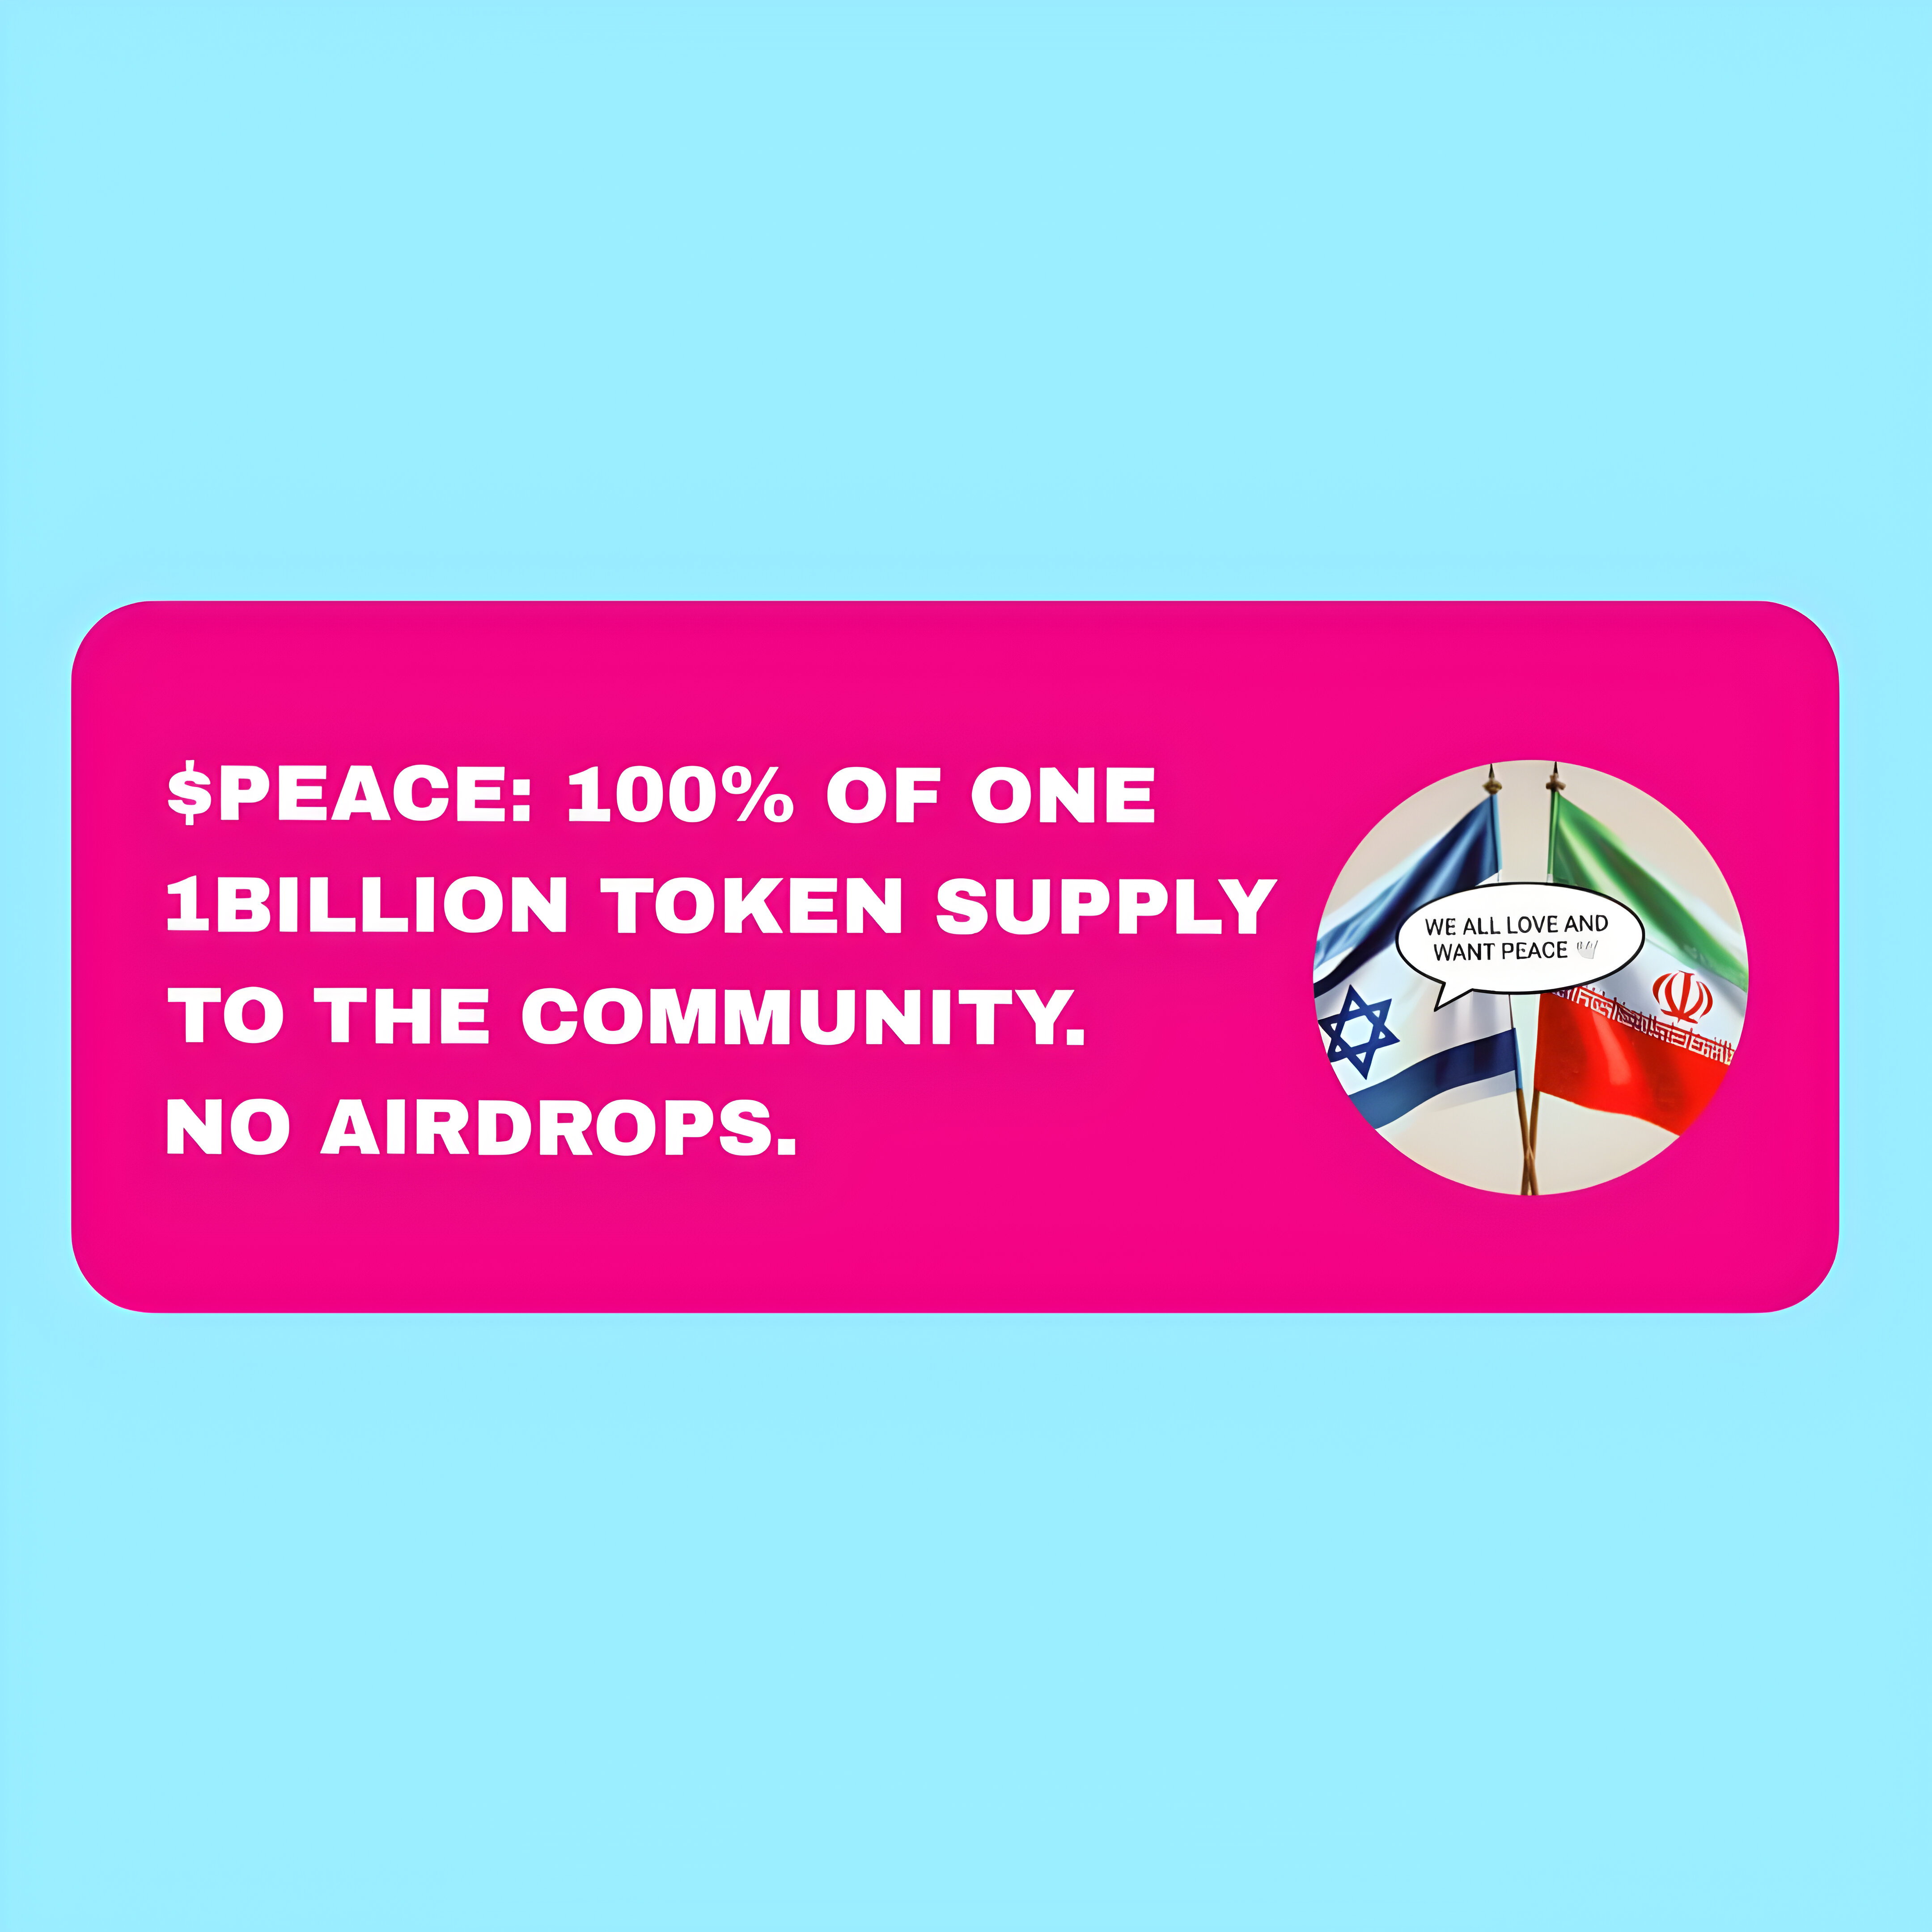 $PEACE: 100% OF ONE
1BILLION TOKEN SUPPLY
TO THE COMMUNITY.
NO AIRDROPS.
WE ALL LOVE AND
WANT PEACE